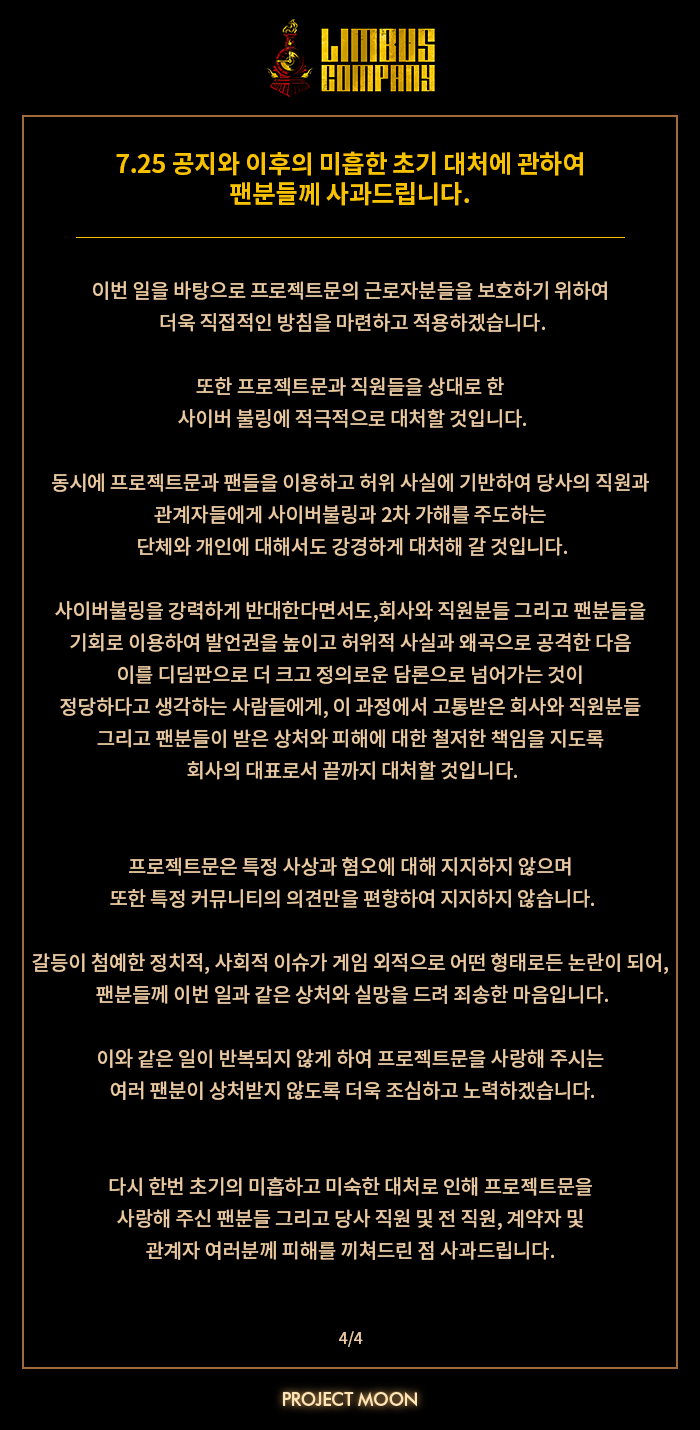 LIMBUS
COMPANY
7.25 공지와 이후의 미흡한 초기 대처에 관하여
팬분들께 사과드립니다.
이번 일을 바탕으로 프로젝트문의 근로자분들을 보호하기 위하여
더욱 직접적인 방침을 마련하고 적용하겠습니다.
또한 프로젝트문과 직원들을 상대로 한
사이버 불링에 적극적으로 대처할 것입니다.
동시에 프로젝트문과 팬들을 이용하고 허위 사실에 기반하여 당사의 직원과
관계자들에게 사이버불링과 2차 가해를 주도하는
단체와 개인에 대해서도 강경하게 대처해 갈 것입니다.
사이버불링을 강력하게 반대한다면서도,회사와 직원분들 그리고 팬분들을
기회로 이용하여 발언권을 높이고 허위적 사실과 왜곡으로 공격한 다음
이를 디딤판으로 더 크고 정의로운 담론으로 넘어가는 것이
정당하다고 생각하는 사람들에게, 이 과정에서 고통받은 회사와 직원분들
그리고 팬분들이 받은 상처와 피해에 대한 철저한 책임을 지도록
회사의 대표로서 끝까지 대처할 것입니다.
프로젝트문은 특정 사상과 혐오에 대해 지지하지 않으며
또한 특정 커뮤니티의 의견만을 편향하여 지지하지 않습니다.
갈등이 첨예한 정치적, 사회적 이슈가 게임 외적으로 어떤 형태로든 논란이 되어,
팬분들께 이번 일과 같은 상처와 실망을 드려 죄송한 마음입니다.
이와 같은 일이 반복되지 않게 하여 프로젝트문을 사랑해 주시는
여러 팬분이 상처받지 않도록 더욱 조심하고 노력하겠습니다.
다시 한번 초기의 미흡하고 미숙한 대처로 인해 프로젝트문을
사랑해 주신 팬분들 그리고 당사 직원 및 전 직원, 계약자 및
관계자 여러분께 피해를 끼쳐드린 점 사과드립니다.
4/4
PROJECT MOON